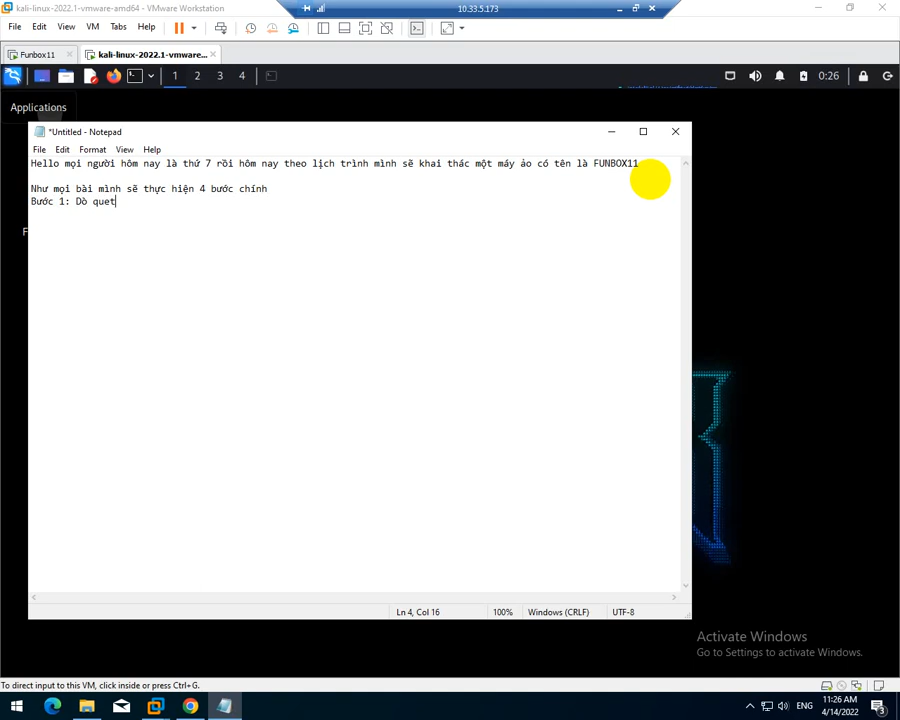 kali-linux-2022.1-vmware-amd64 - VMware Workstation
10.33.5.173
File Edit View VM Tabs Help
Funbox11 kali-linux-2022.1-vmware...
1 2 3 4 0:26
Applications
*Untitled - Notepad
File Edit Format View Help
Hello mọi người hôm nay là thứ 7 rồi hôm nay theo lịch trình mình sẽ khai thác một máy ảo có tên là FUNBOX11
Như mọi bài mình sẽ thực hiện 4 bước chính
Bước 1: Dò quet
F
Ln 4, Col 16 100% Windows (CRLF) UTF-8
Activate Windows
Go to Settings to activate Windows.
To direct input to this VM, click inside or press Ctrl+G.
ENG 11:26 AM
4/14/2022 3